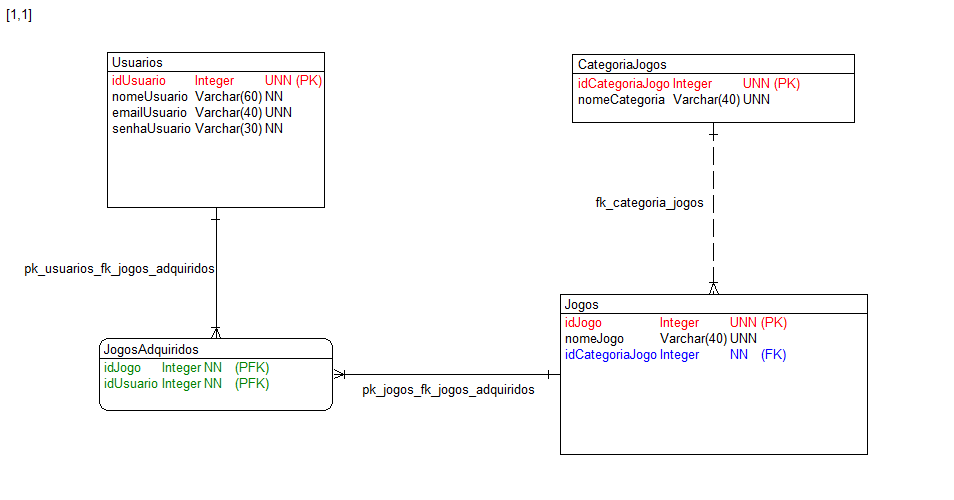 [1,1]
Usuarios
idUsuario Integer UNN (PK)
nomeUsuario Varchar(60) NN
emailUsuario Varchar(40) UNN
senhaUsuario Varchar(30) NN
CategoriaJogos
idCategoriaJogo Integer UNN (PK)
nomeCategoria Varchar(40) UNN
fk_categoria_jogos
pk_usuarios_fk_jogos_adquiridos
Jogos
idJogo Integer UNN (PK)
nomeJogo Varchar(40) UNN
idCategoriaJogo Integer NN (FK)
JogosAdquiridos
idJogo Integer NN (PFK)
idUsuario Integer NN (PFK)
pk_jogos_fk_jogos_adquiridos